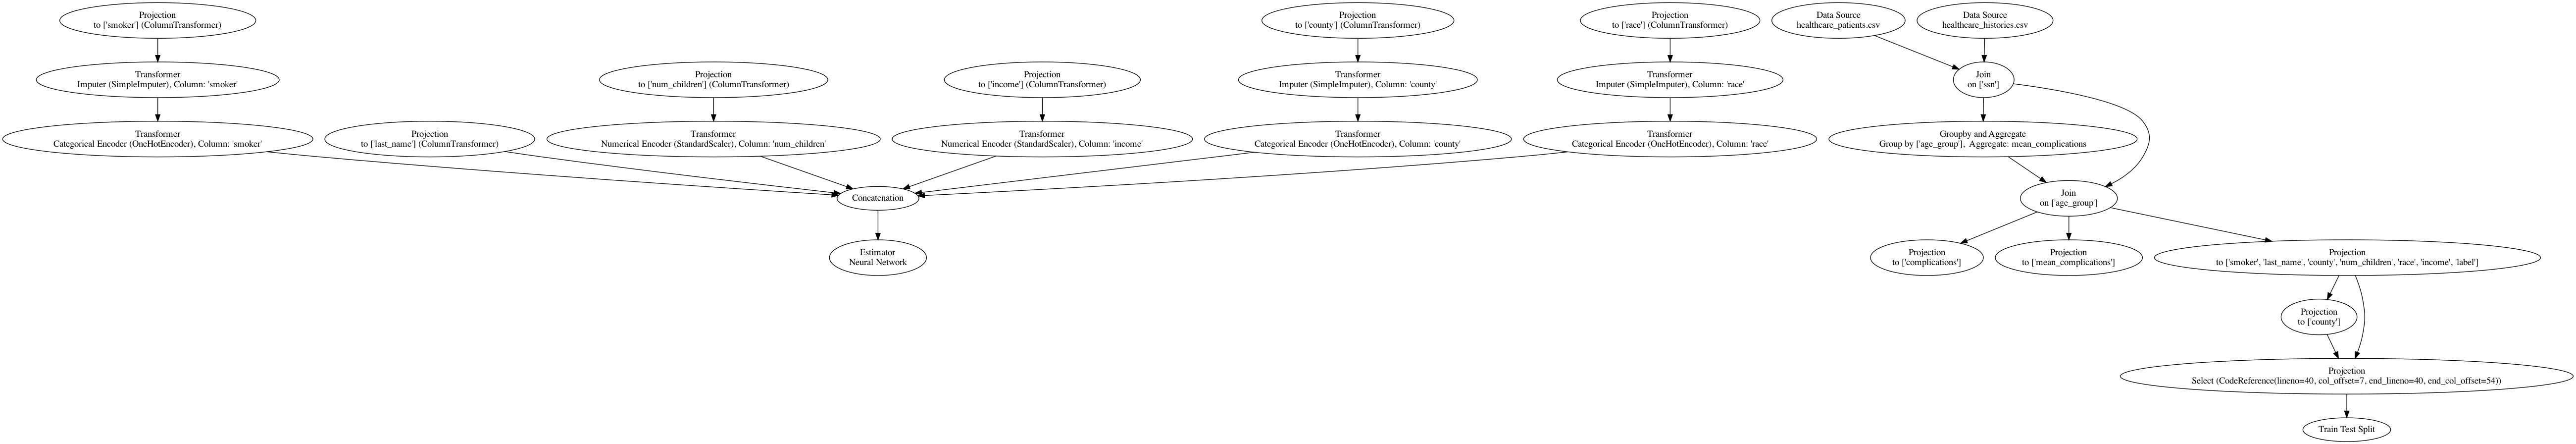 Projection
to ['smoker'] (ColumnTransformer)
Projection
to ['county'] (ColumnTransformer)
Projection
to ['race'] (ColumnTransformer)
Data Source
healthcare_patients.csv
Data Source
healthcare_histories.csv
Transformer
Imputer (SimpleImputer), Column: 'smoker'
Projection
to ['num_children'] (ColumnTransformer)
Projection
to ['income'] (ColumnTransformer)
Transformer
Imputer (SimpleImputer), Column: 'county'
Transformer
Imputer (SimpleImputer), Column: 'race'
Join
on ['ssn']
Transformer
Categorical Encoder (OneHotEncoder), Column: 'smoker'
Projection
to ['last_name'] (ColumnTransformer)
Transformer
Numerical Encoder (StandardScaler), Column: 'num_children'
Transformer
Numerical Encoder (StandardScaler), Column: 'income'
Transformer
Categorical Encoder (OneHotEncoder), Column: 'county'
Transformer
Categorical Encoder (OneHotEncoder), Column: 'race'
Groupby and Aggregate
Group by ['age_group'], Aggregate: mean_complications
Concatenation
Join
on ['age_group']
Estimator
Neural Network
Projection
to ['complications']
Projection
to ['mean_complications']
Projection
to ['smoker', 'last_name', 'county', 'num_children', 'race', 'income', 'label']
Projection
to ['county']
Projection
Select (CodeReference(lineno=40, col_offset=7, end_lineno=40, end_col_offset=54))
Train Test Split